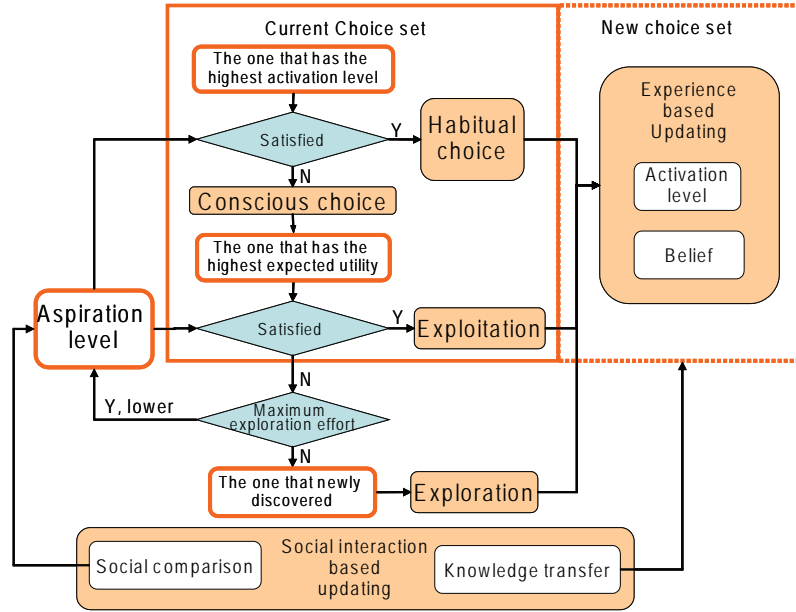 Current Choice set
New choice set
The one that has the
highest activation level
Experience
based
Updating
Satisfied
Y
Habitual
choice
N
Activation
level
Conscious choice
The one that has the
highest expected utility
Belief
Aspiration
level
Satisfied
Y
Exploitation
N
Y, lower
Maximum
exploration effort
N
The one that newly
discovered
Exploration
Social comparison
Social interaction
based
updating
Knowledge transfer